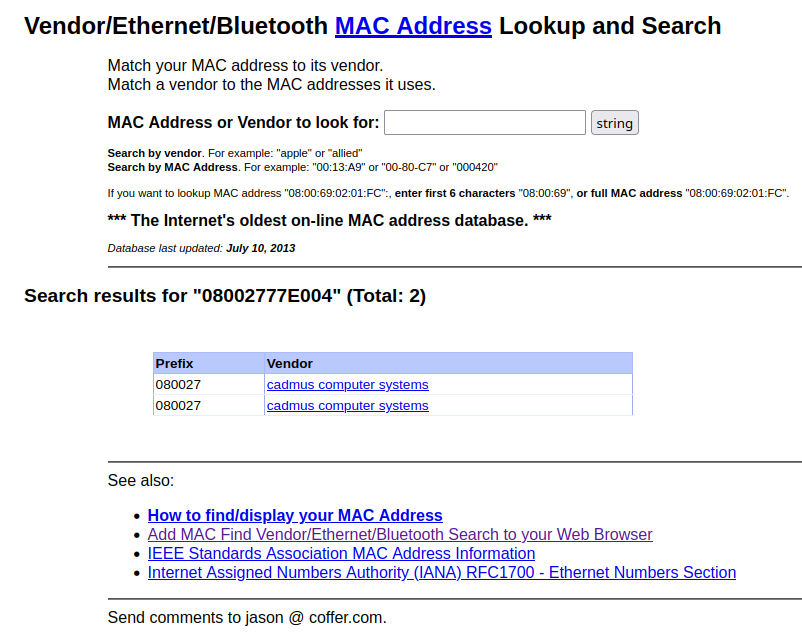 Vendor/Ethernet/Bluetooth MAC Address Lookup and Search
Match your MAC address to its vendor.
Match a vendor to the MAC addresses it uses.
MAC Address or Vendor to look for: string
Search by vendor. For example: "apple" or "allied"
Search by MAC Address. For example: "00:13:A9" or "00-80-C7" or "000420"
If you want to lookup MAC address "08:00:69:02:01:FC":, enter first 6 characters "08:00:69", or full MAC address "08:00:69:02:01:FC".
*** The Internet's oldest on-line MAC address database. ***
Database last updated: July 10, 2013
Search results for "08002777E004" (Total: 2)
Prefix Vendor
080027 cadmus computer systems
080027 cadmus computer systems
See also:
• How to find/display your MAC Address
• Add MAC Find Vendor/Ethernet/Bluetooth Search to your Web Browser
• IEEE Standards Association MAC Address Information
• Internet Assigned Numbers Authority (IANA) RFC1700 - Ethernet Numbers Section
Send comments to jason @ coffer.com.